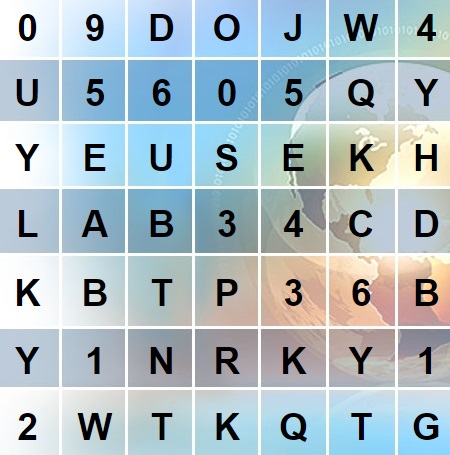 0 9 D O J W 4
U 5 6 0 5 Q Y
Y E U S E K H
L A B 3 4 C D
K B T P 3 6 B
Y 1 N R K Y 1
2 W T K Q T G